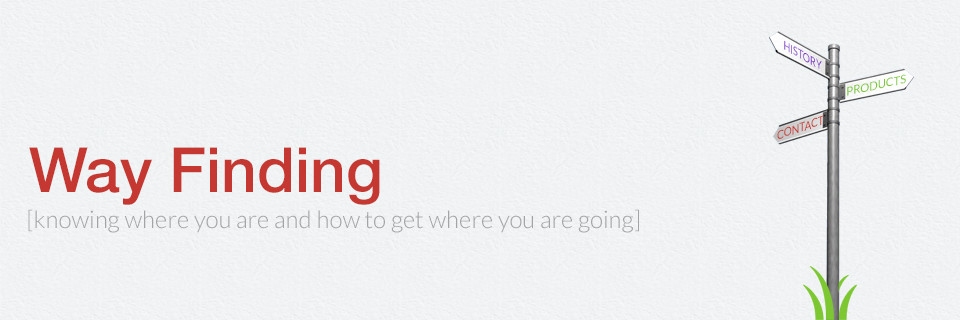 Way Finding
[knowing where you are and how to get where you are going]
HISTORY
PRODUCTS
CONTACT